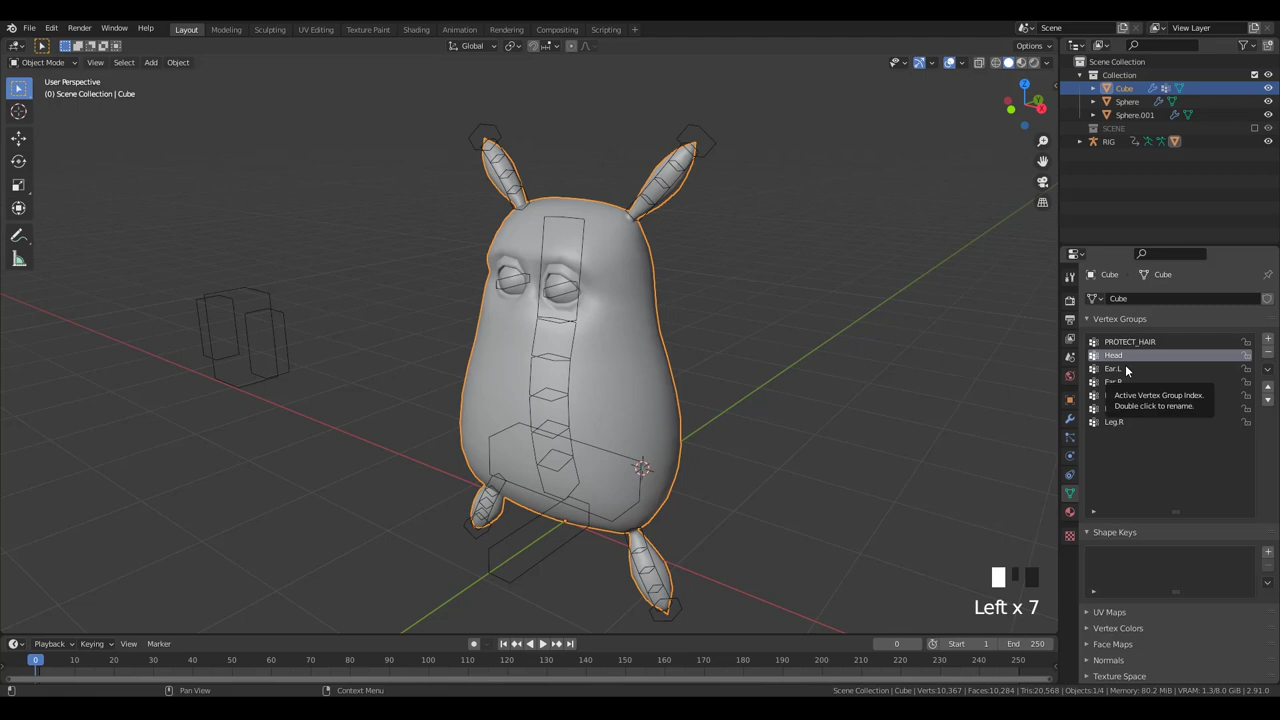 File Edit Render Window Help Layout Modeling Sculpting UV Editing Texture Paint Shading Animation Rendering Compositing Scripting + Scene View Layer
Global Options
Object Mode View Select Add Object
User Perspective
(0) Scene Collection | Cube
Scene Collection
Collection
Cube
Sphere
Sphere.001
SCENE
RIG
Cube Cube
Cube
Vertex Groups
PROTECT_HAIR
Head
Ear.L
Ear.R
Active Vertex Group Index.
Double click to rename.
Leg.R
Shape Keys
UV Maps
Vertex Colors
Face Maps
Normals
Texture Space
Left x 7
Z
Y
X
Playback Keying View Marker 0 Start 1 End 250
0 10 20 30 40 50 60 70 80 90 100 110 120 130 140 150 160 170 180 190 200 210 220 230 240 250
Pan View Context Menu Scene Collection | Cube | Verts:10,367 | Faces:10,284 | Tris:20,568 | Objects:1/4 | Memory: 80.2 MiB | VRAM: 1.3/8.0 GiB | 2.91.0